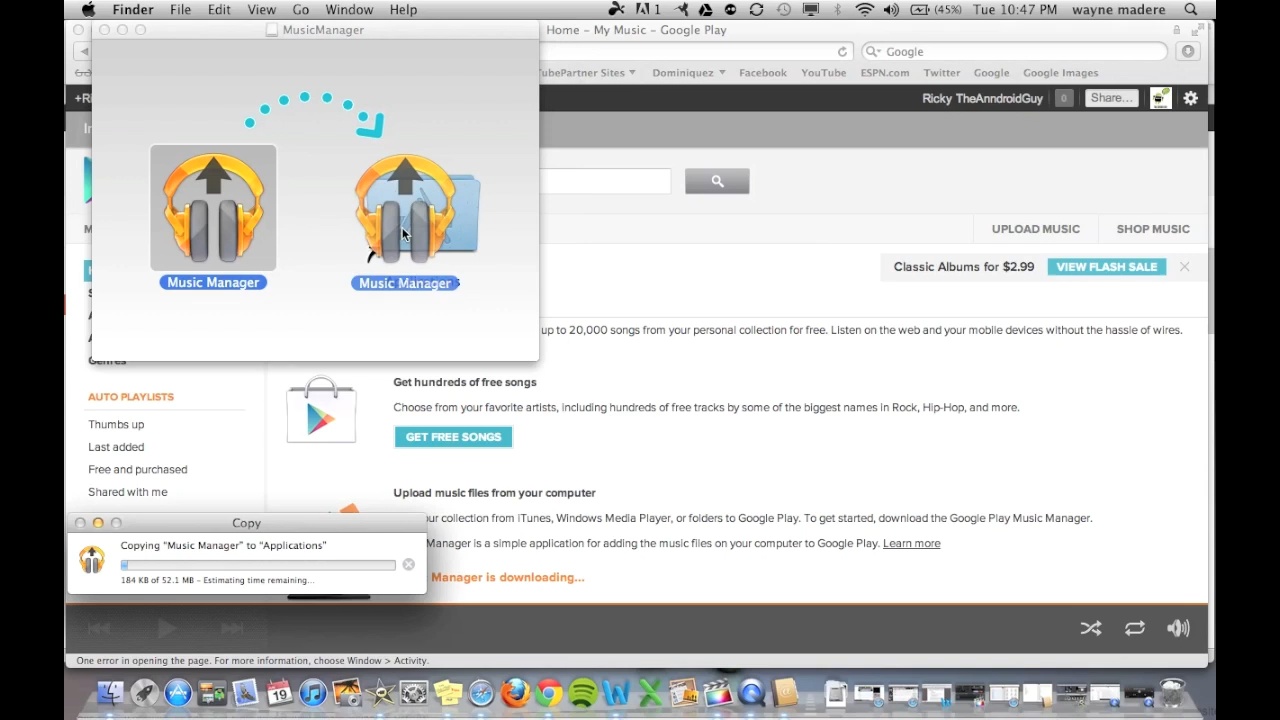 Finder File Edit View Go Window Help 1 (45%) Tue 10:47 PM wayne madere
MusicManager
Home – My Music – Google Play
Google
TubePartner Sites Dominiquez Facebook YouTube ESPN.com Twitter Google Google Images
Ricky TheAnndroidGuy 0 Share...
UPLOAD MUSIC SHOP MUSIC
Music Manager Music Manager
Classic Albums for $2.99 VIEW FLASH SALE
up to 20,000 songs from your personal collection for free. Listen on the web and your mobile devices without the hassle of wires.
Genres
AUTO PLAYLISTS
Thumbs up
Last added
Free and purchased
Shared with me
Get hundreds of free songs
Choose from your favorite artists, including hundreds of free tracks by some of the biggest names in Rock, Hip-Hop, and more.
GET FREE SONGS
Upload music files from your computer
our collection from iTunes, Windows Media Player, or folders to Google Play. To get started, download the Google Play Music Manager.
Manager is a simple application for adding the music files on your computer to Google Play. Learn more
Manager is downloading...
Copy
Copying “Music Manager” to “Applications”
184 KB of 52.1 MB – Estimating time remaining...
One error in opening the page. For more information, choose Window > Activity.
19